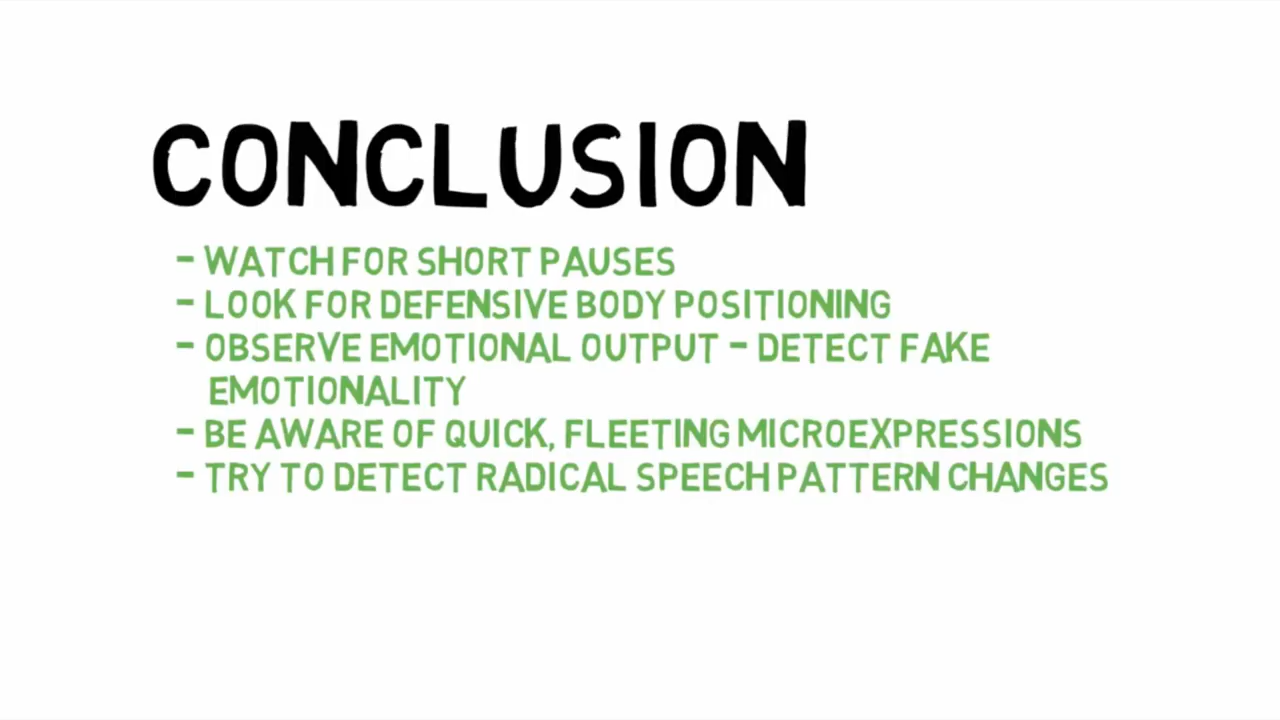 CONCLUSION
- WATCH FOR SHORT PAUSES
- LOOK FOR DEFENSIVE BODY POSITIONING
- OBSERVE EMOTIONAL OUTPUT - DETECT FAKE
EMOTIONALITY
- BE AWARE OF QUICK, FLEETING MICROEXPRESSIONS
- TRY TO DETECT RADICAL SPEECH PATTERN CHANGES